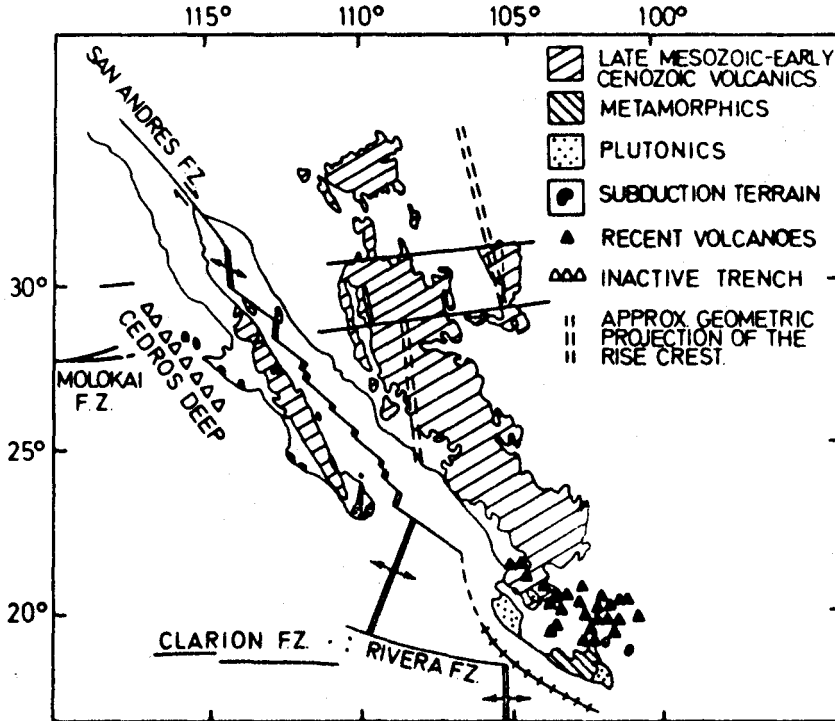 115° 110° 105° 100°
LATE MESOZOIC-EARLY
CENOZOIC VOLCANICS
METAMORPHICS
PLUTONICS
SUBDUCTION TERRAIN
RECENT VOLCANOES
INACTIVE TRENCH
APPROX. GEOMETRIC
PROJECTION OF THE
RISE CREST.
SAN ANDRES F.Z.
30°
CEDROS DEEP
MOLOKAI
F.Z.
25°
20°
CLARION F.Z.
RIVERA F.Z.